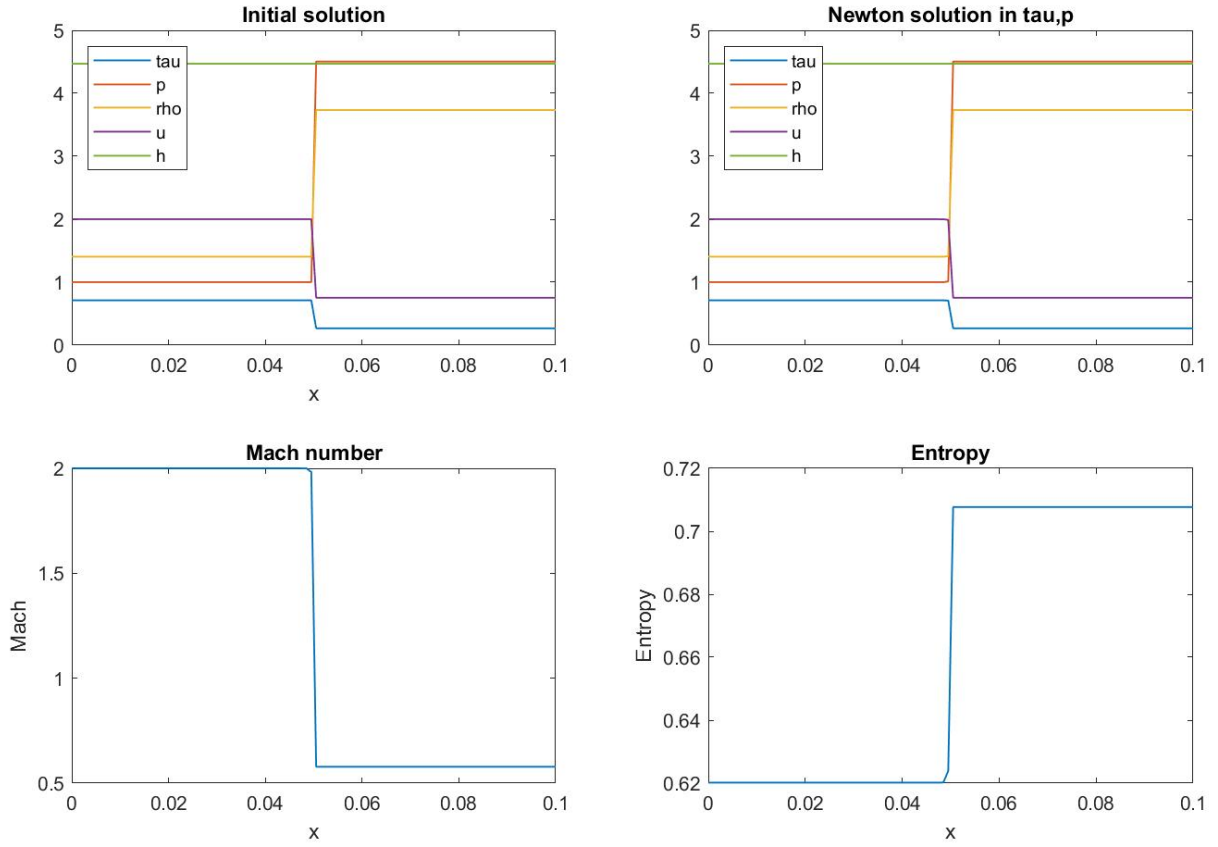 Initial solution
5
4
3
2
1
0
tau
p
rho
u
h
0 0.02 0.04 0.06 0.08 0.1
x
Newton solution in tau,p
5
4
3
2
1
0
tau
p
rho
u
h
0 0.02 0.04 0.06 0.08 0.1
Mach number
2
1.5
1
0.5
Mach
0 0.02 0.04 0.06 0.08 0.1
x
Entropy
0.72
0.7
0.68
0.66
0.64
0.62
Entropy
0 0.02 0.04 0.06 0.08 0.1
x